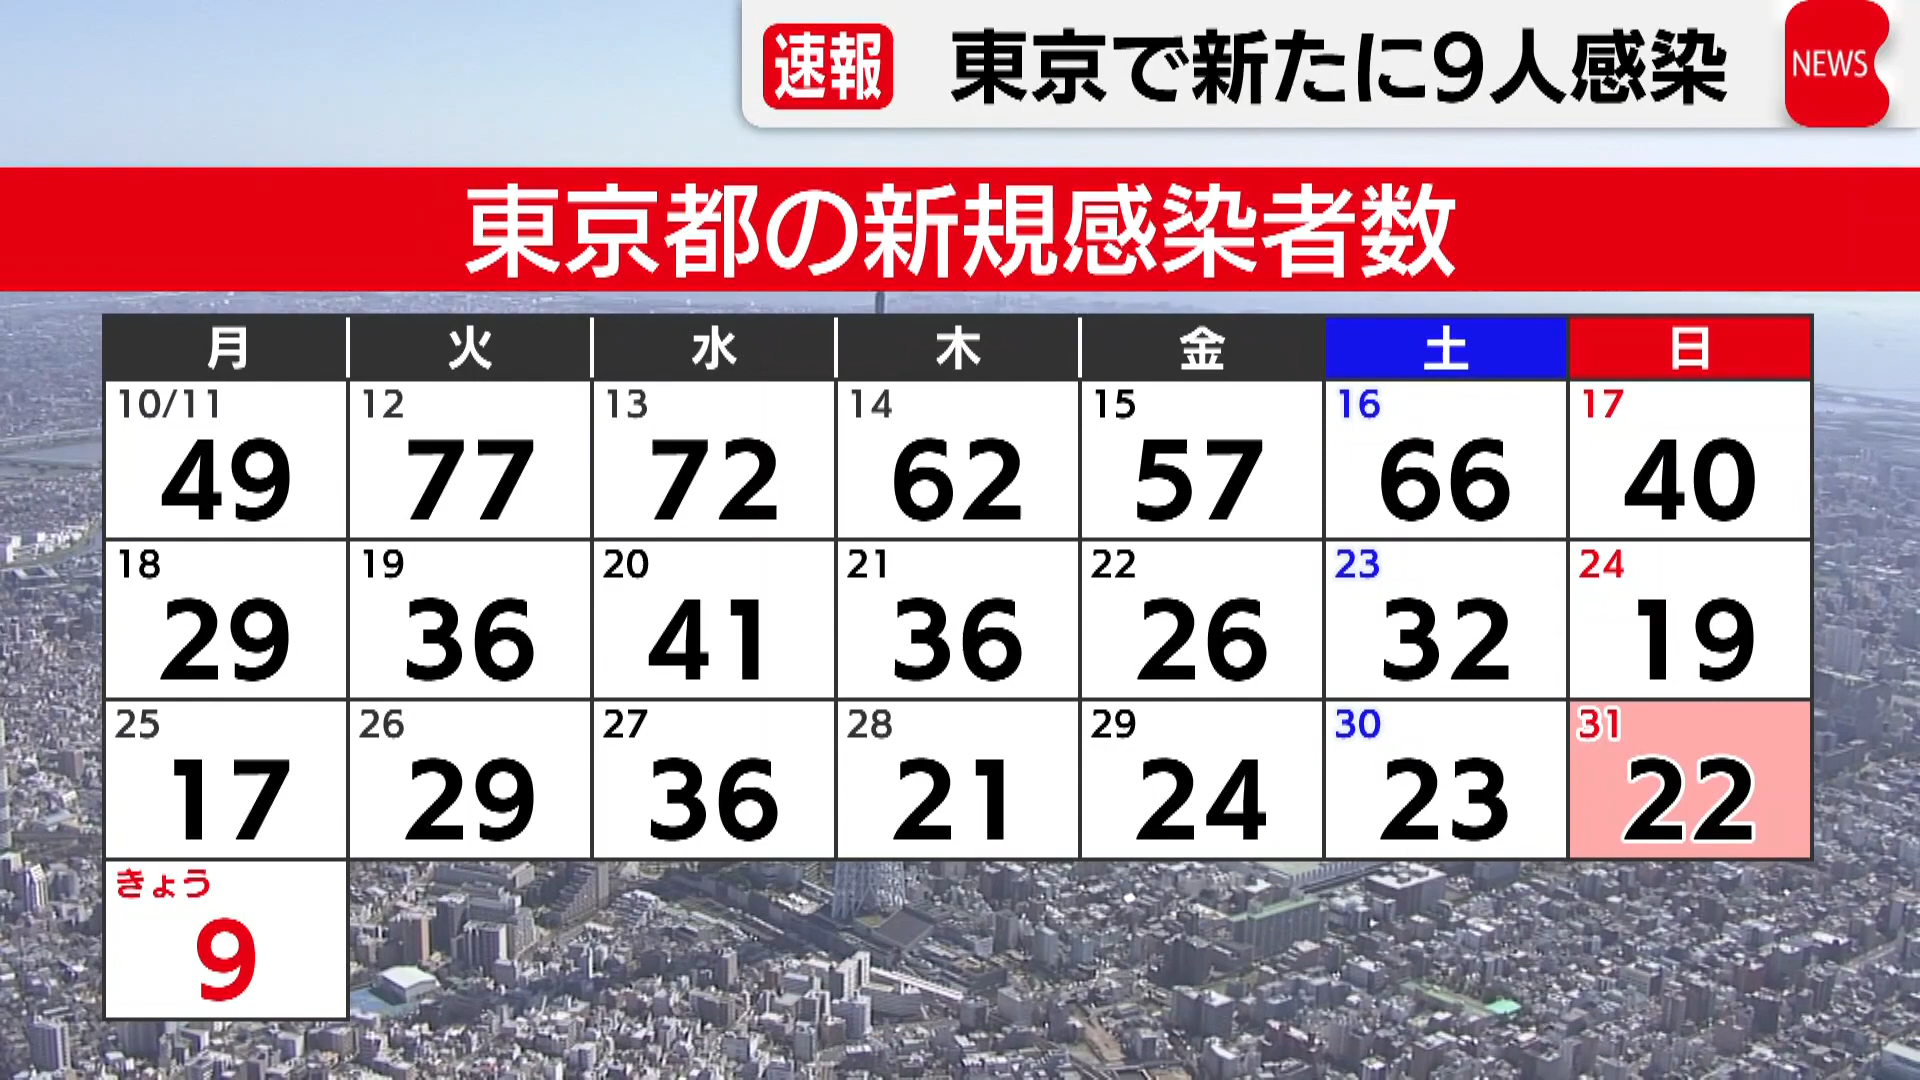 速報 東京で新たに9人感染 NEWS
東京都の新規感染者数
月 火 水 木 金 土 日
10/11 12 13 14 15 16 17
49 77 72 62 57 66 40
18 19 20 21 22 23 24
29 36 41 36 26 32 19
25 26 27 28 29 30 31
17 29 36 21 24 23 22
きょう
9